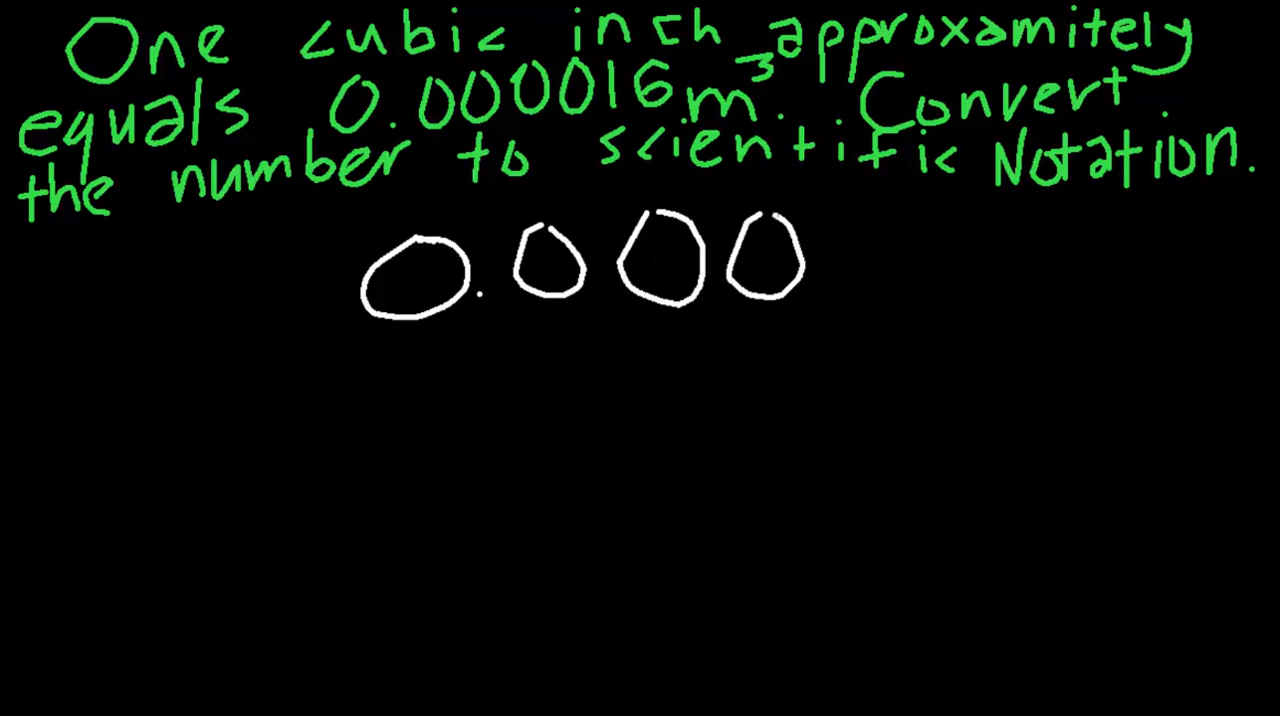 One cubic inch approxamitely
equals 0.000016m³. Convert
the number to scientific Notation.
0.000